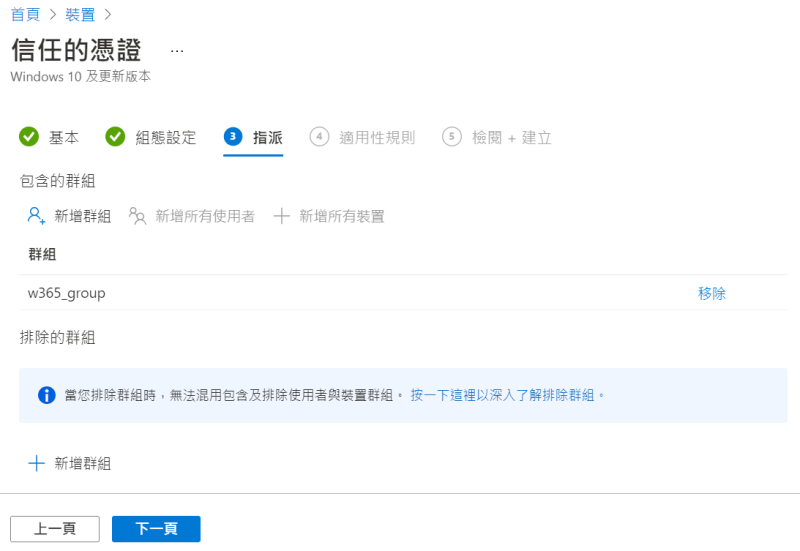 首頁 > 裝置 >
信任的憑證 ...
Windows 10 及更新版本
基本 組態設定 3 指派 4 適用性規則 5 檢閱 + 建立
包含的群組
新增群組 新增所有使用者 新增所有裝置
群組
w365_group 移除
排除的群組
當您排除群組時，無法混用包含及排除使用者與裝置群組。 按一下這裡以深入了解排除群組。
新增群組
上一頁 下一頁